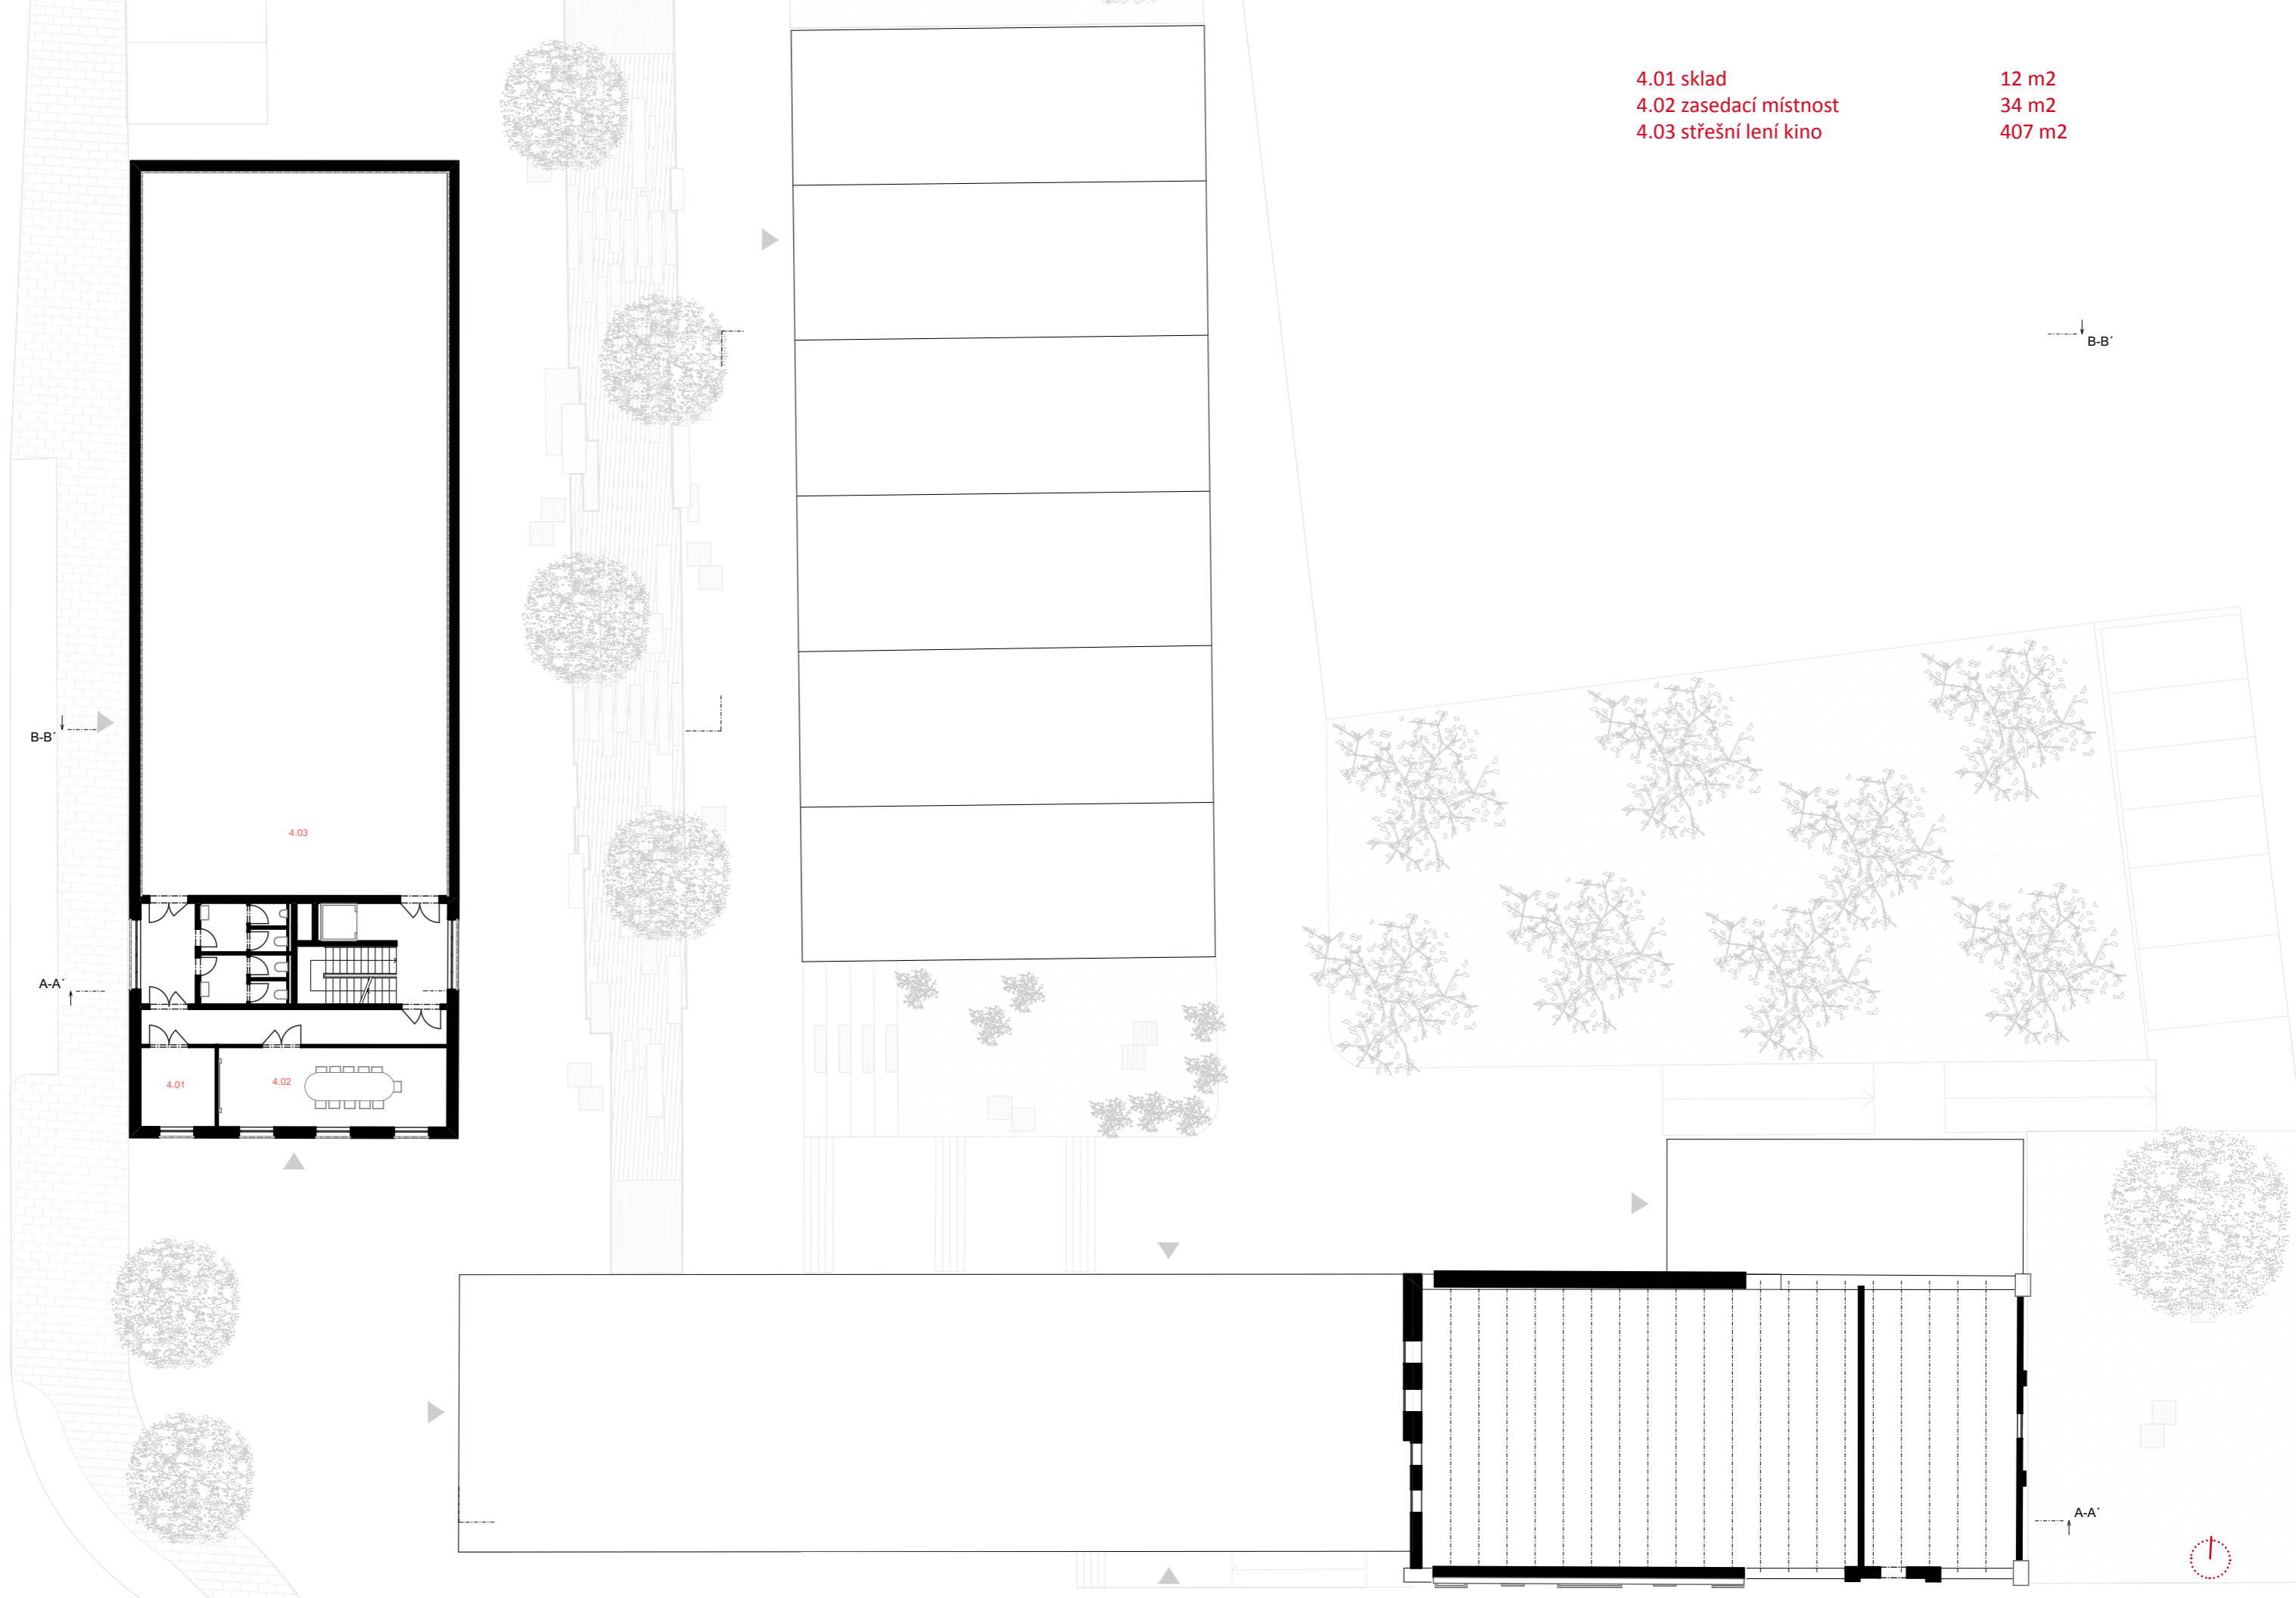 4.01 sklad 12 m2
4.02 zasedací místnost 34 m2
4.03 střešní lení kino 407 m2
B-B´
B-B´
4.03
A-A´
4.01
4.02
A-A´